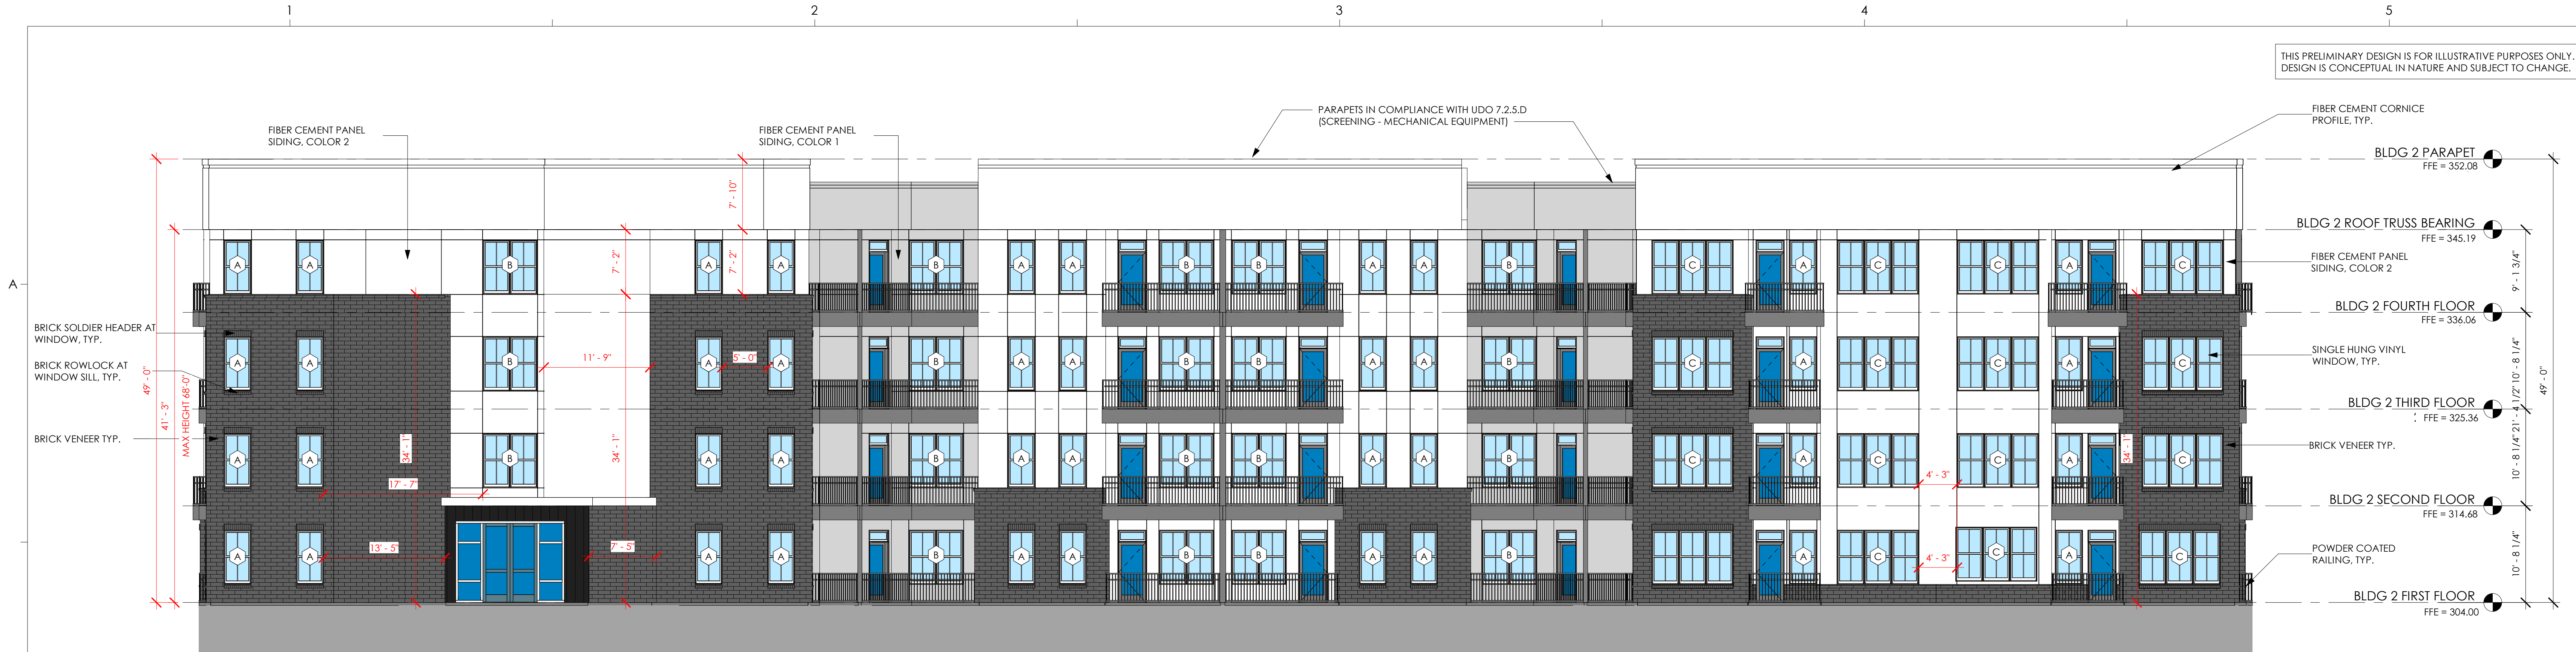 1 2 3 4 5
THIS PRELIMINARY DESIGN IS FOR ILLUSTRATIVE PURPOSES ONLY.
DESIGN IS CONCEPTUAL IN NATURE AND SUBJECT TO CHANGE.
FIBER CEMENT PANEL
SIDING, COLOR 2
FIBER CEMENT PANEL
SIDING, COLOR 1
PARAPETS IN COMPLIANCE WITH UDO 7.2.5.D
(SCREENING - MECHANICAL EQUIPMENT)
FIBER CEMENT CORNICE
PROFILE, TYP.
BLDG 2 PARAPET
FFE = 352.08
7' - 10"
BLDG 2 ROOF TRUSS BEARING
FFE = 345.19
A
7' - 2"
7' - 2"
A A B A A B A A B B A A B C A C C A C
FIBER CEMENT PANEL
SIDING, COLOR 2
9' - 1 3/4"
BLDG 2 FOURTH FLOOR
FFE = 336.06
BRICK SOLDIER HEADER AT
WINDOW, TYP.
BRICK ROWLOCK AT
WINDOW SILL, TYP.
A A B A A B A A B B A A B C A C C A C
11' - 9"
5' - 0"
SINGLE HUNG VINYL
WINDOW, TYP.
10' - 8 1/4"
49' - 0"
41' - 3"
MAX HEIGHT 68'-0"
49' - 0"
BLDG 2 THIRD FLOOR
FFE = 325.36
21' - 4 1/2"
BRICK VENEER TYP.
34' - 1"
34' - 1"
34' - 1"
A A B A A B A A B B A A B C A C C A C
BRICK VENEER TYP.
10' - 8 1/4"
17' - 7"
4' - 3"
BLDG 2 SECOND FLOOR
FFE = 314.68
13' - 5"
7' - 5"
4' - 3"
A A A A B A A B B A A B C A C C A C
POWDER COATED
RAILING, TYP.
10' - 8 1/4"
BLDG 2 FIRST FLOOR
FFE = 304.00